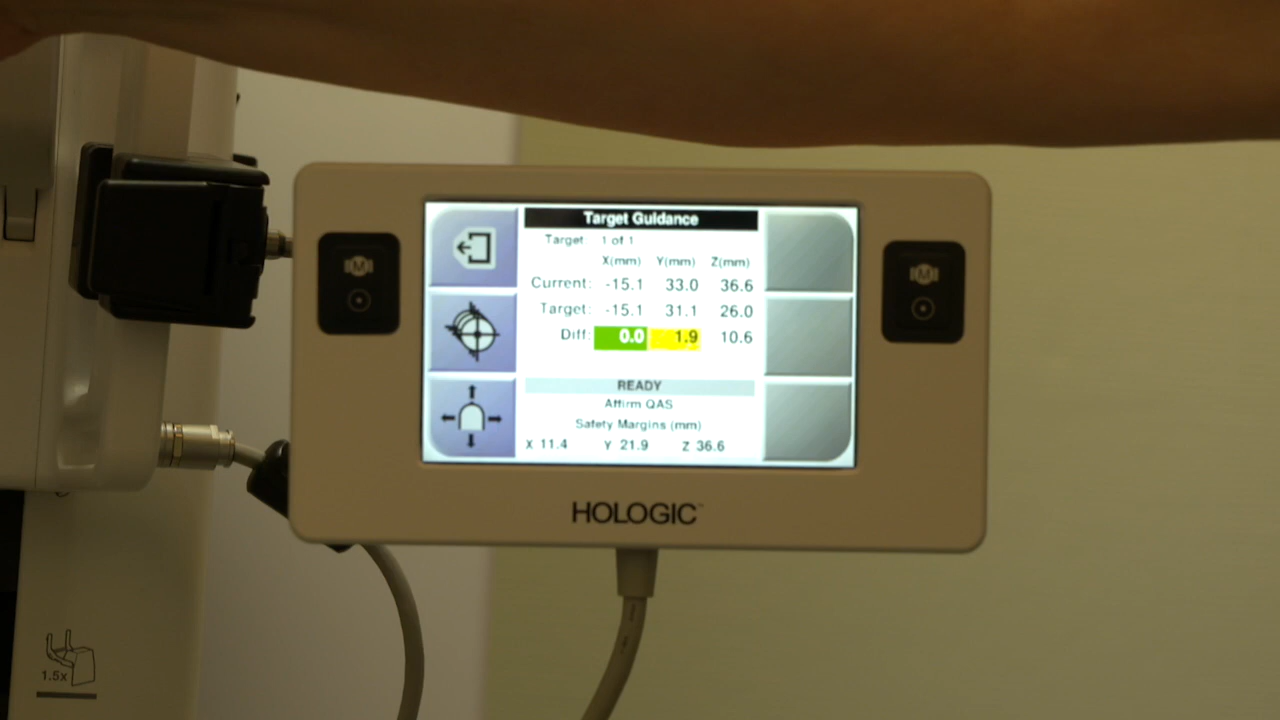 Target Guidance
Target: 1 of 1
X(mm) Y(mm) Z(mm)
Current: -15.1 33.0 36.6
Target: -15.1 31.1 26.0
Diff: 0.0 1.9 10.6
READY
Affirm QAS
Safety Margins (mm)
X 11.4 Y 21.9 Z 36.6
M
M
HOLOGIC™
1.5x